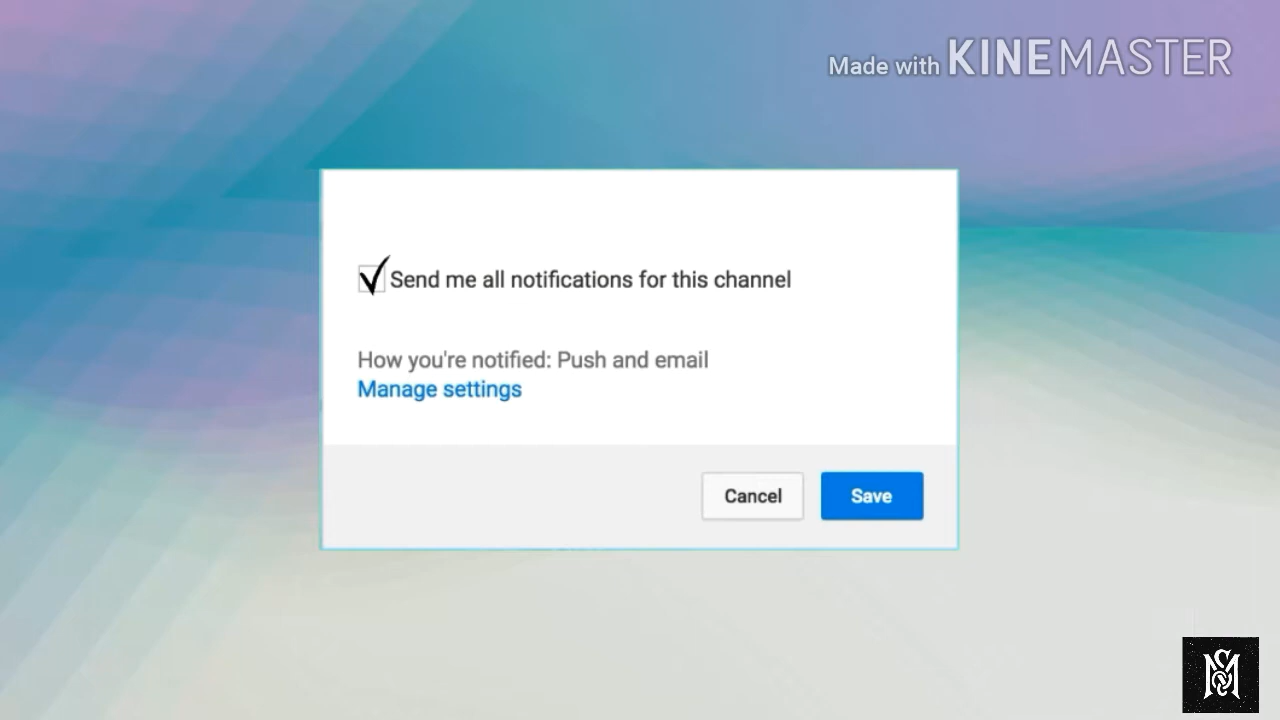 Made with KINEMASTER
Send me all notifications for this channel
How you're notified: Push and email
Manage settings
Cancel
Save